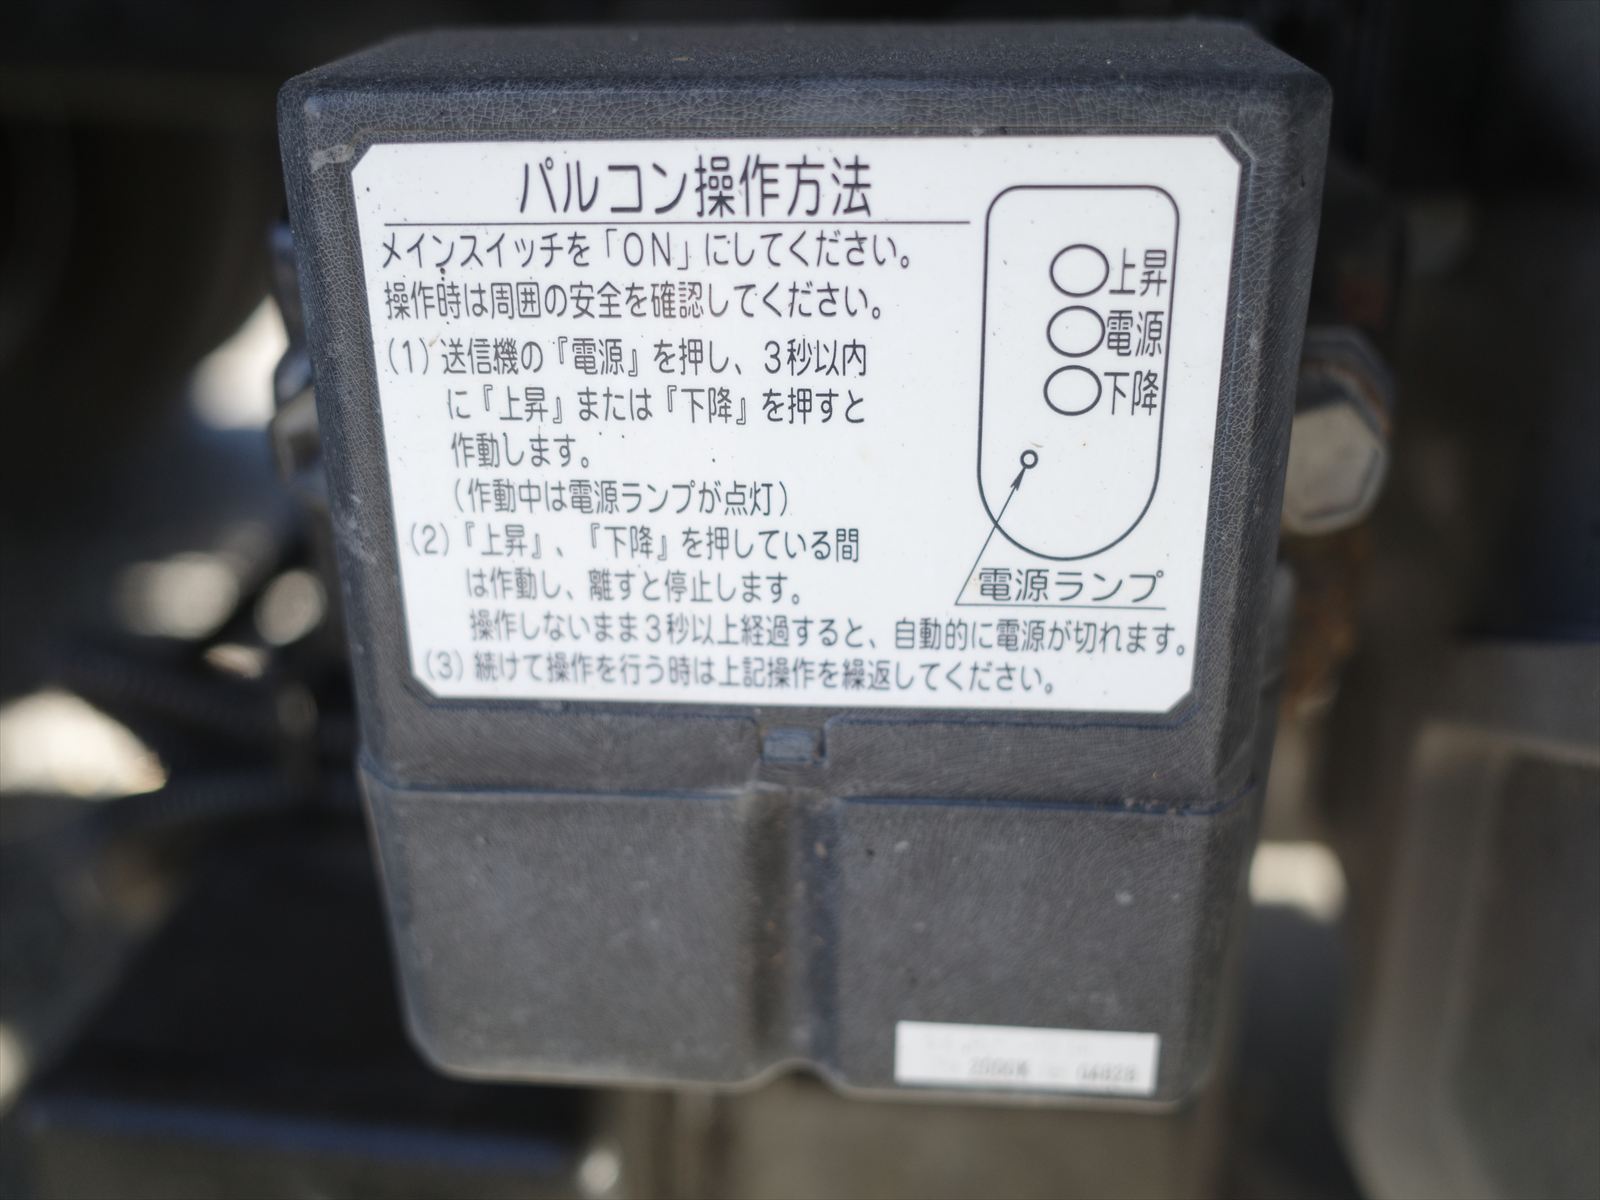 パルコン操作方法
メインスイッチを「ON」にしてください。
操作時は周囲の安全を確認してください。
(1) 送信機の『電源』を押し、3秒以内
に『上昇』または『下降』を押すと
作動します。
(作動中は電源ランプが点灯)
(2)『上昇』、『下降』を押している間
は作動し、離すと停止します。
操作しないまま3秒以上経過すると、自動的に電源が切れます。
(3) 続けて操作を行う時は上記操作を繰返してください。
上昇
電源
下降
電源ランプ